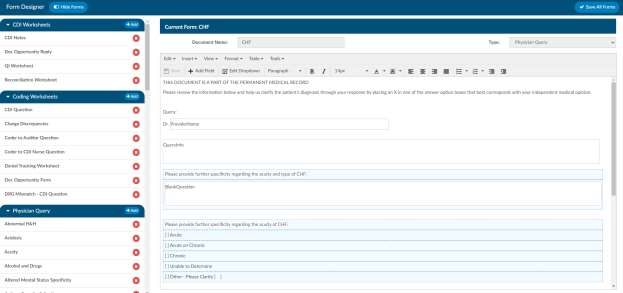 Form Designer
Hide Forms
Save All Forms
CDI Worksheets
Add
CDI Notes
Doc Opportunity Reply
QI Worksheet
Reconciliation Worksheet
Coding Worksheets
Add
CDI Question
Charge Discrepancies
Coder to Auditor Question
Coder to CDI Nurse Question
Denial Tracking Worksheet
Doc Opportunity Form
DRG Mismatch - CDI Question
Physician Query
Add
Abnormal H&H
Acidosis
Acuity
Alcohol and Drugs
Altered Mental Status Specificity
Current Form: CHF
Document Name: CHF
Type: Physician Query
Edit Insert View Format Table Tools
Save + Add Field Edit Dropdown Paragraph B I 14px
THIS DOCUMENT IS A PART OF THE PERMANENT MEDICAL RECORD
Please review the information below and help us clarify the patient's diagnosis through your response by placing an X in one of the answer option boxes that best corresponds with your independent medical opinion.
Query:
Dr. ProviderName
QueryInfo
Please provide further specificity regarding the acuity and type of CHF:
BlankQuestion
Please provide further specificity regarding the acuity of CHF:
[ ] Acute
[ ] Acute on Chronic
[ ] Chronic
[ ] Unable to Determine
[ ] Other - Please Clarify [ ]